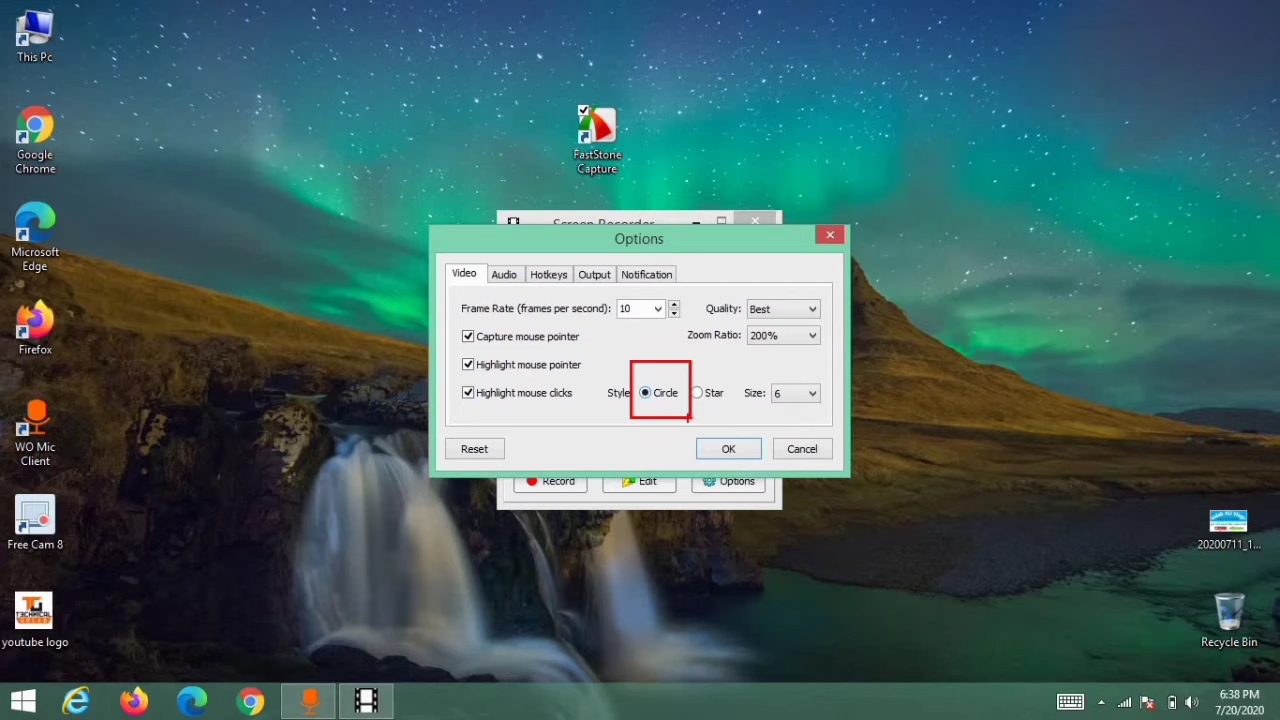 This Pc
Google
Chrome
Microsoft
Edge
Firefox
WO Mic
Client
Free Cam 8
TG
TECHNICAL
youtube logo
FastStone
Capture
Screen Recorder
Options
Video
Audio
Hotkeys
Output
Notification
Frame Rate (frames per second): 10
Quality: Best
Capture mouse pointer
Zoom Ratio: 200%
Highlight mouse pointer
Highlight mouse clicks
Style
Circle
Star
Size: 6
Reset
OK
Cancel
Record
Edit
Options
20200711_1...
Recycle Bin
6:38 PM
7/20/2020